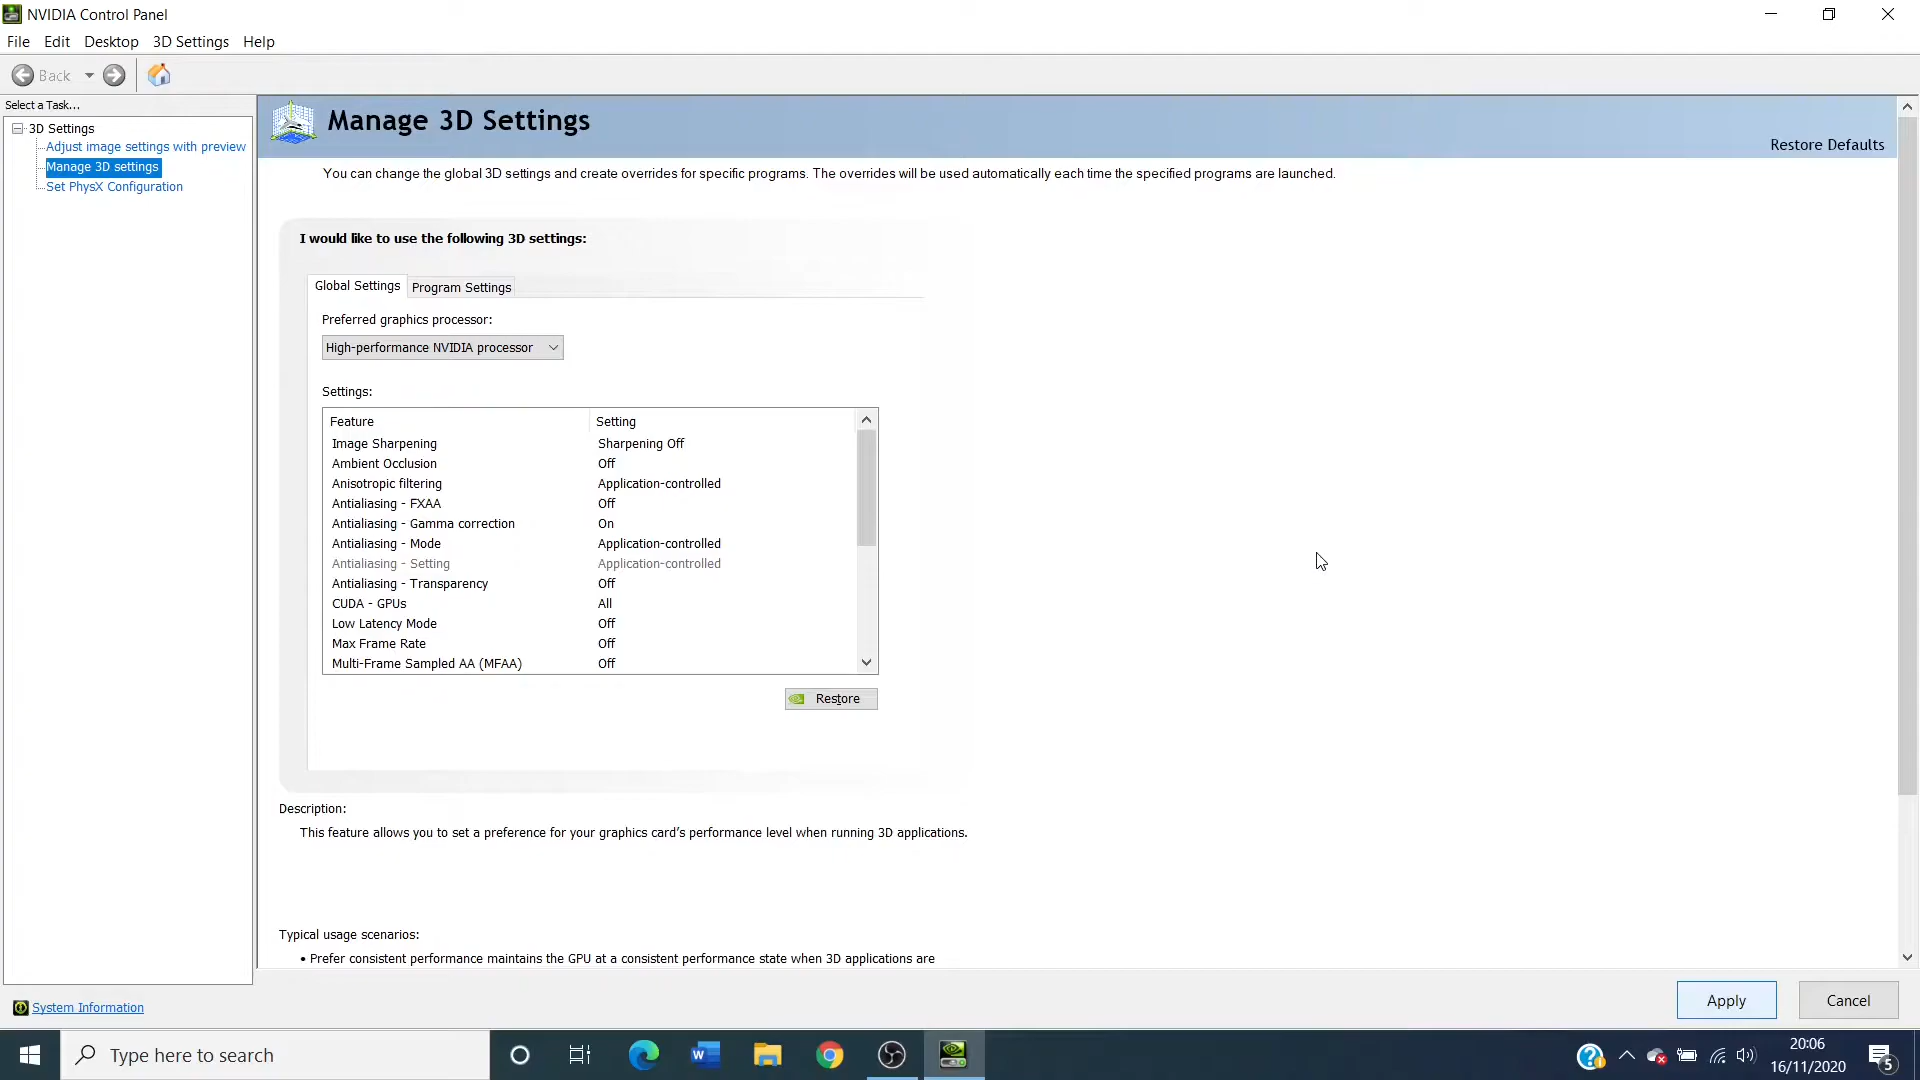 NVIDIA Control Panel
File Edit Desktop 3D Settings Help
Back
Select a Task...
3D Settings
Adjust image settings with preview
Manage 3D settings
Set PhysX Configuration
System Information
Manage 3D Settings
Restore Defaults
You can change the global 3D settings and create overrides for specific programs. The overrides will be used automatically each time the specified programs are launched.
I would like to use the following 3D settings:
Global Settings Program Settings
Preferred graphics processor:
High-performance NVIDIA processor
Settings:
Feature Setting
Image Sharpening Sharpening Off
Ambient Occlusion Off
Anisotropic filtering Application-controlled
Antialiasing - FXAA Off
Antialiasing - Gamma correction On
Antialiasing - Mode Application-controlled
Antialiasing - Setting Application-controlled
Antialiasing - Transparency Off
CUDA - GPUs All
Low Latency Mode Off
Max Frame Rate Off
Multi-Frame Sampled AA (MFAA) Off
Restore
Description:
This feature allows you to set a preference for your graphics card's performance level when running 3D applications.
Typical usage scenarios:
• Prefer consistent performance maintains the GPU at a consistent performance state when 3D applications are
Apply Cancel
Type here to search
20:06
16/11/2020
5